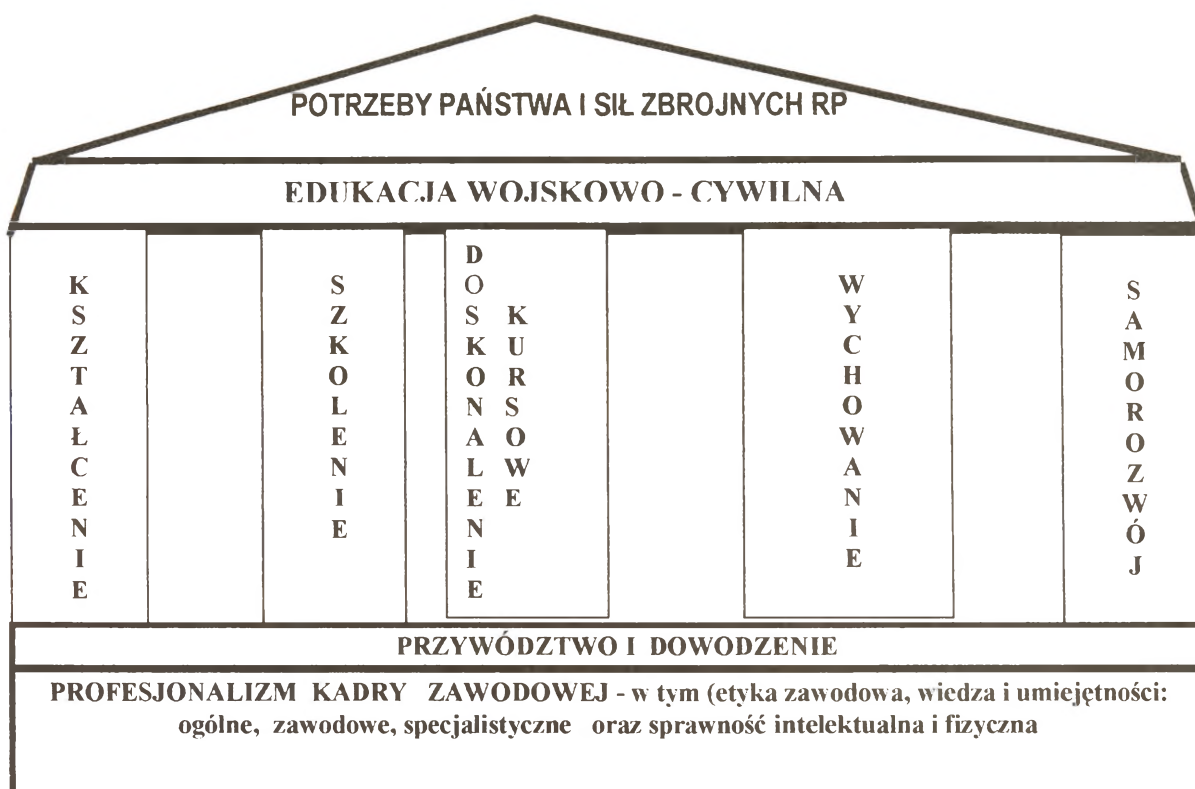 POTRZEBY PAŃSTWA I SIŁ ZBROJNYCH RP
EDUKACJA WOJSKOWO - CYWILNA
KSZTAŁCENIE
SZKOLENIE
DOSKONALENIE
KURSOWE
WYCHOWANIE
SAMOROZWÓJ
PRZYWÓDZTWO I DOWODZENIE
PROFESJONALIZM KADRY ZAWODOWEJ - w tym (etyka zawodowa, wiedza i umiejętności:
ogólne, zawodowe, specjalistyczne oraz sprawność intelektualna i fizyczna